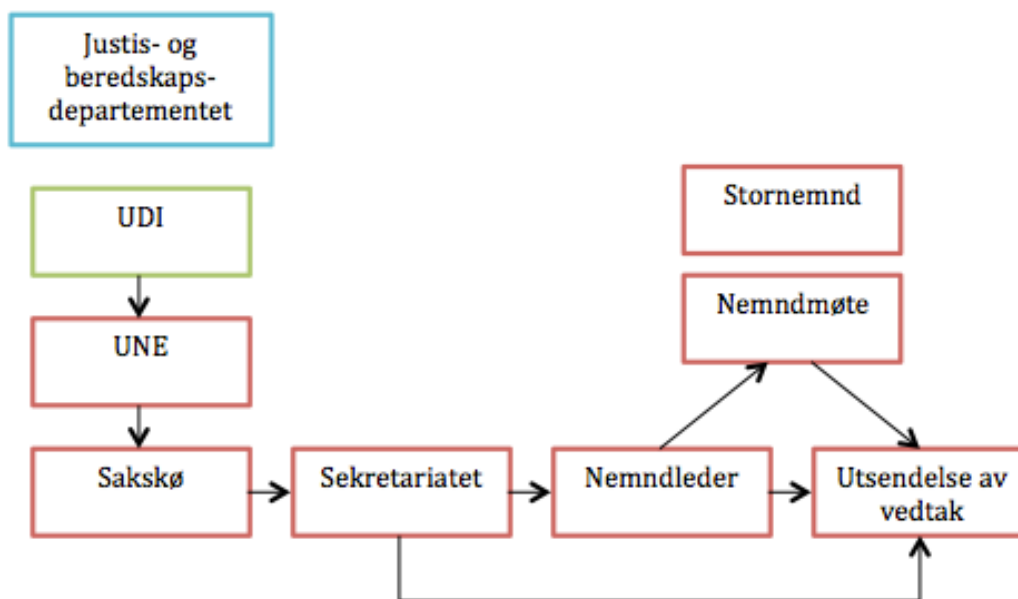 Justis- og
beredskaps-
departementet
UDI
UNE
Stornemnd
Nemndmøte
Sakskø
Sekretariatet
Nemndleder
Utsendelse av
vedtak